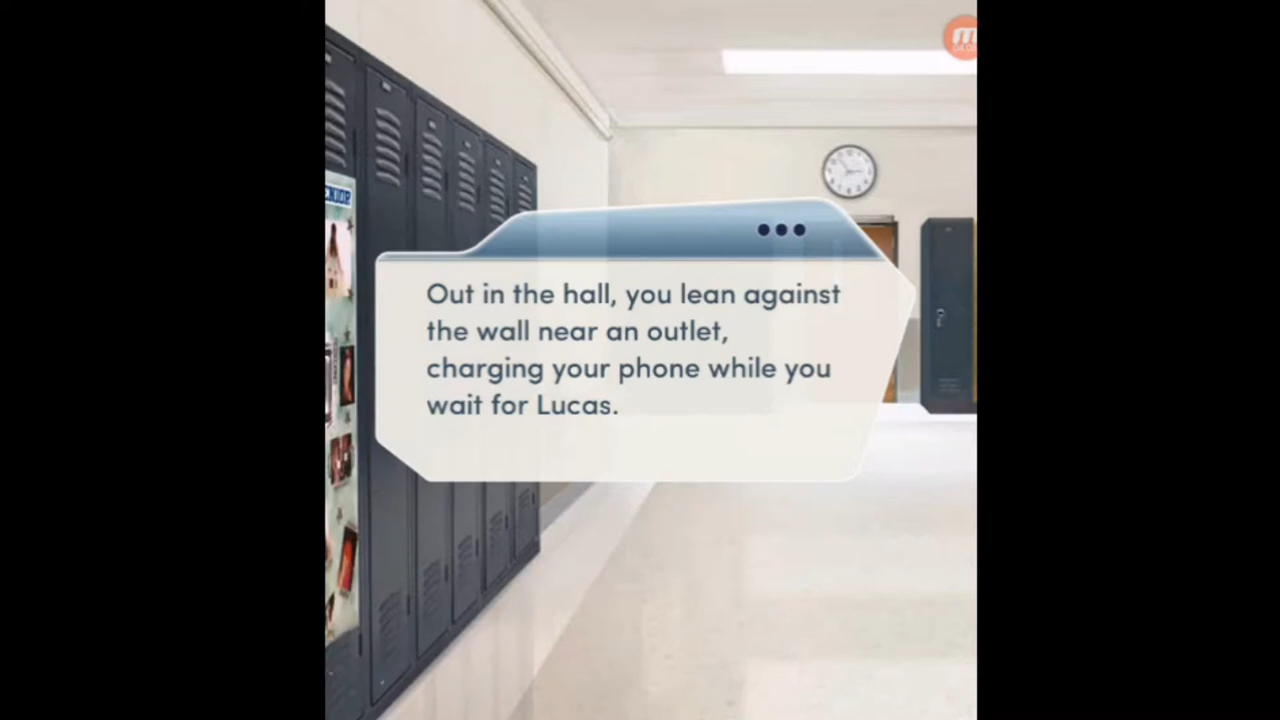 Out in the hall, you lean against
the wall near an outlet,
charging your phone while you
wait for Lucas.